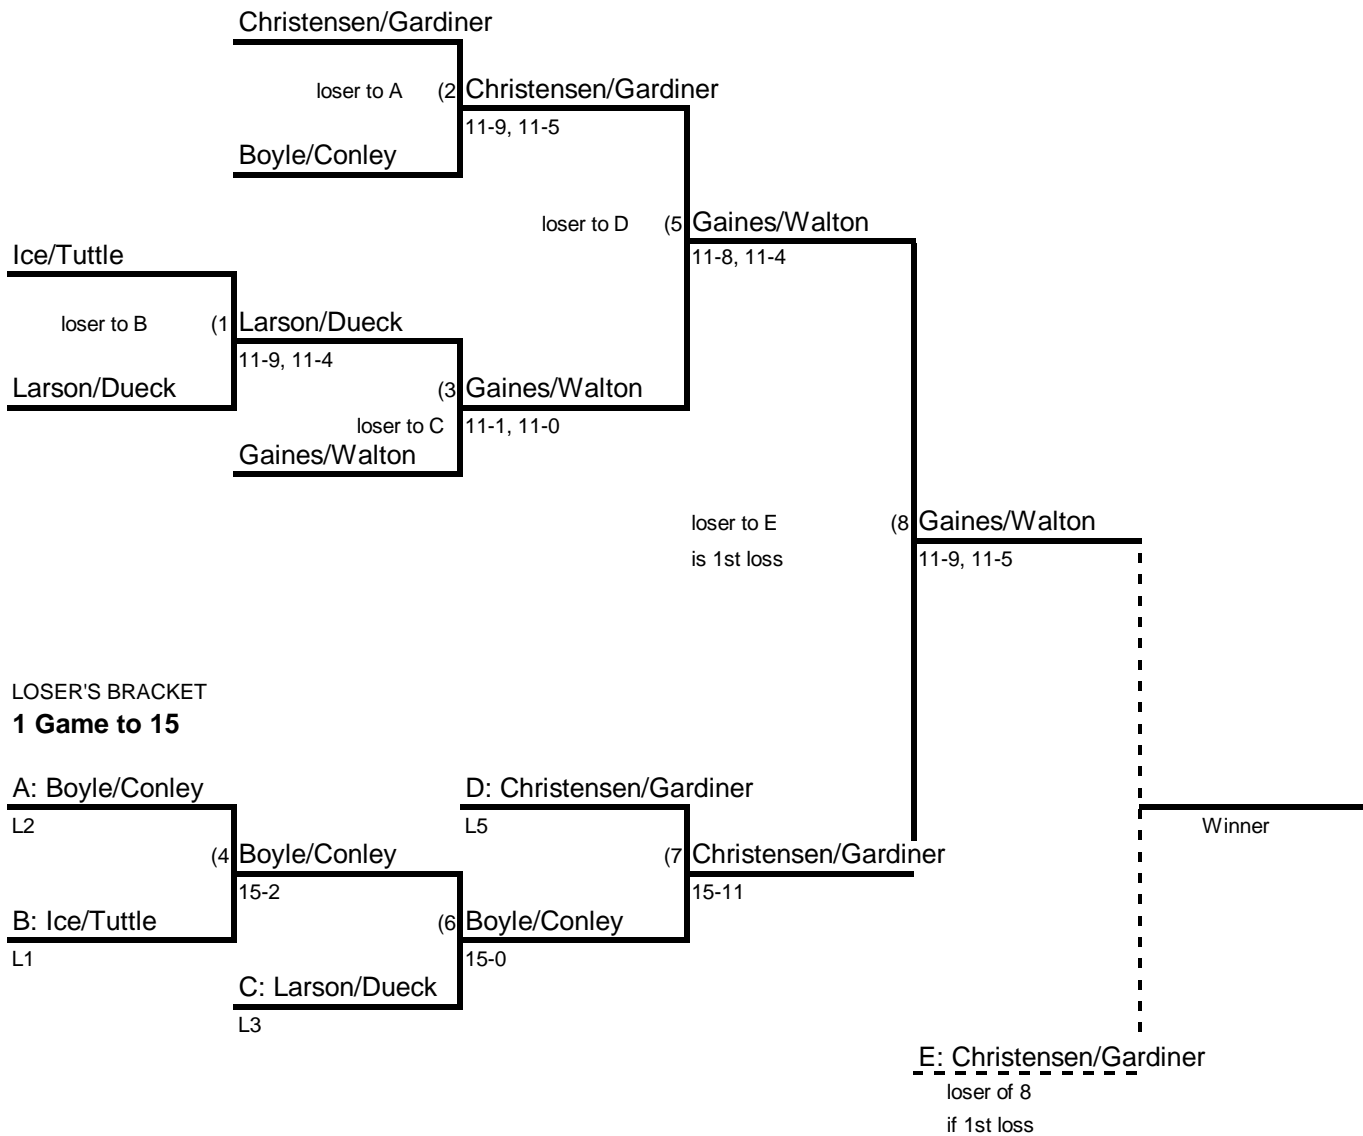 Christensen/Gardiner
loser to A (2 Christensen/Gardiner
11-9, 11-5
Boyle/Conley
loser to D (5 Gaines/Walton
11-8, 11-4
Ice/Tuttle
loser to B (1 Larson/Dueck
11-9, 11-4
Larson/Dueck
(3 Gaines/Walton
loser to C 11-1, 11-0
Gaines/Walton
loser to E (8 Gaines/Walton
is 1st loss 11-9, 11-5
LOSER'S BRACKET
1 Game to 15
A: Boyle/Conley D: Christensen/Gardiner
L2 L5 Winner
(4 Boyle/Conley (7 Christensen/Gardiner
15-2 15-11
B: Ice/Tuttle (6 Boyle/Conley
L1 15-0
C: Larson/Dueck
L3
E: Christensen/Gardiner
loser of 8
if 1st loss